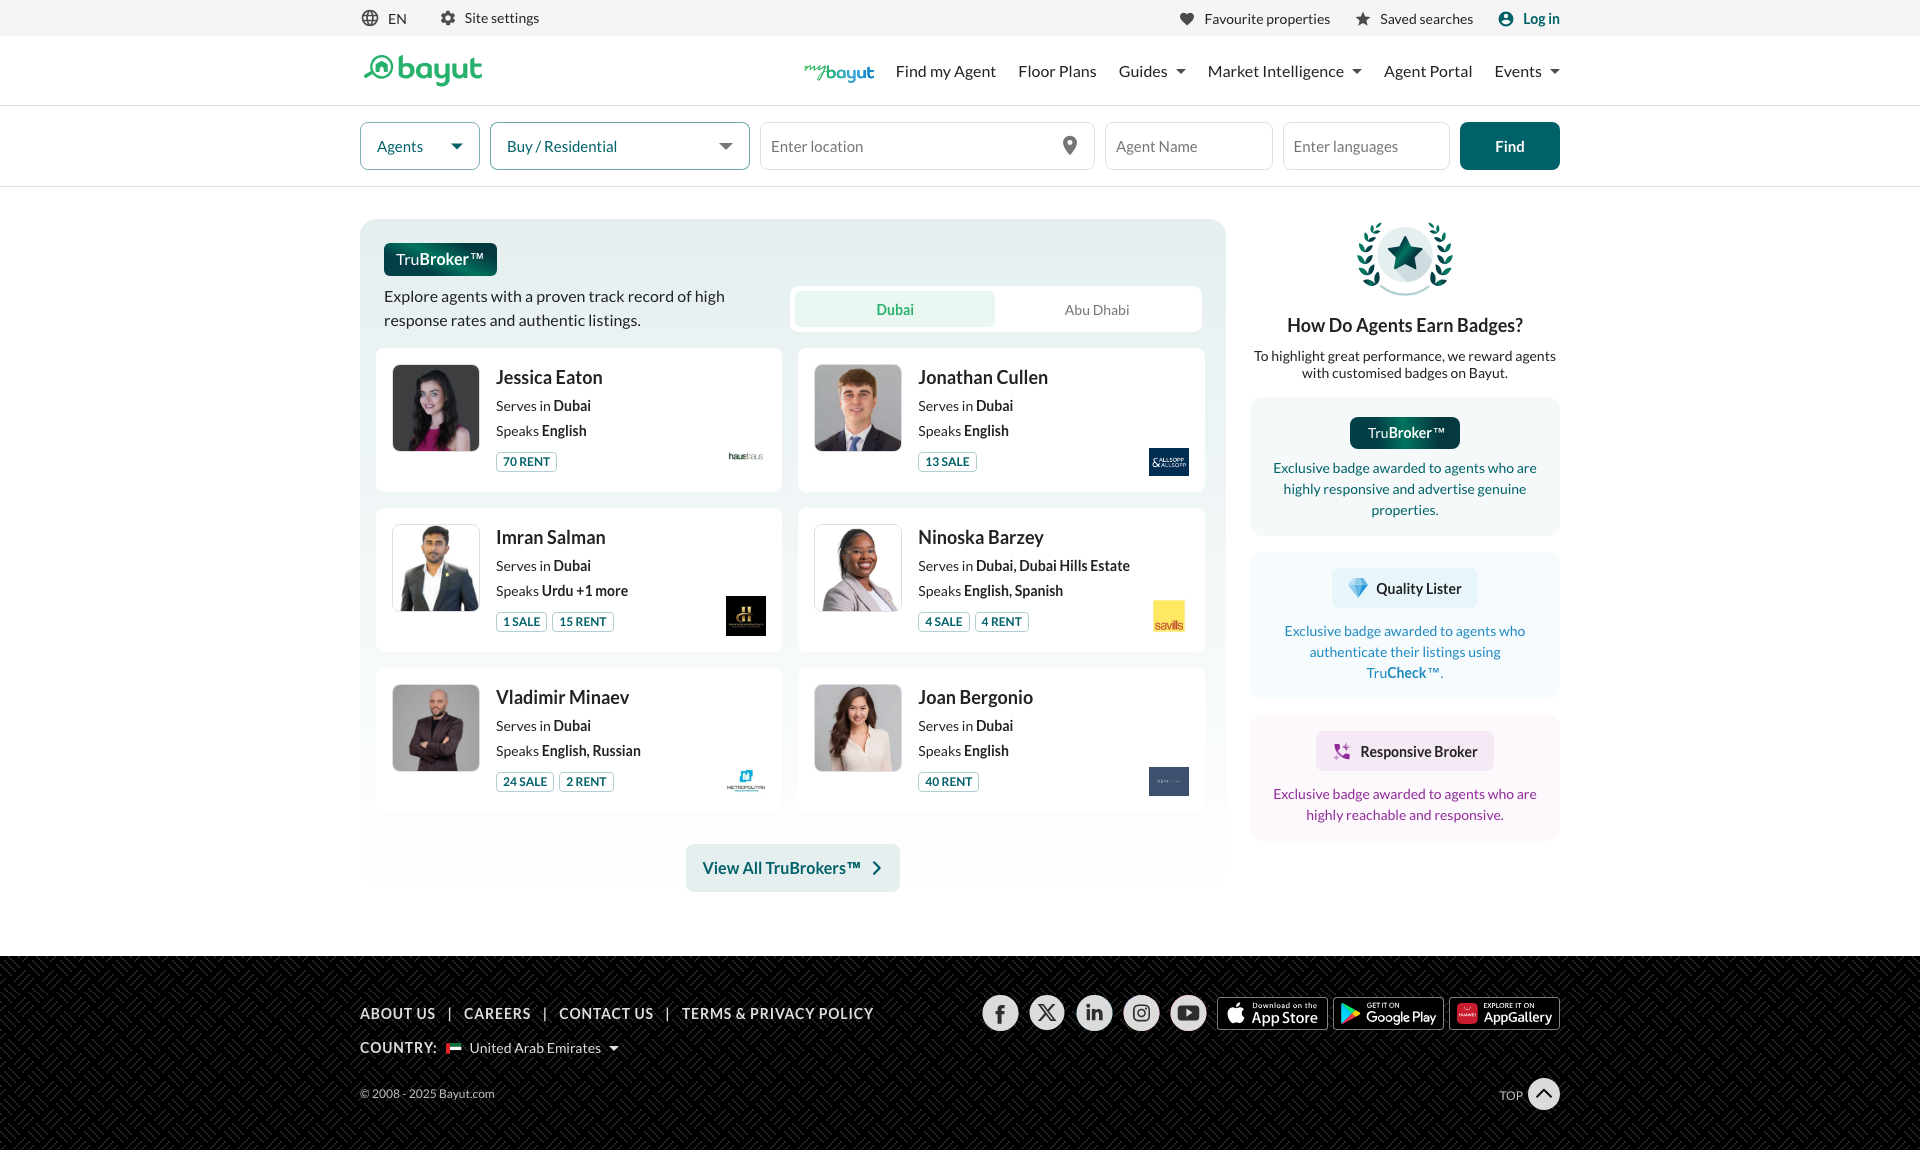 EN
Site settings
Favourite properties
Saved searches
Log in
bayut
mybayut
Find my Agent
Floor Plans
Guides
Market Intelligence
Agent Portal
Events
Agents
Buy / Residential
Enter location
Agent Name
Enter languages
Find
TruBroker™
Explore agents with a proven track record of high
response rates and authentic listings.
Dubai
Abu Dhabi
Jessica Eaton
Serves in Dubai
Speaks English
70 RENT
haus haus
Jonathan Cullen
Serves in Dubai
Speaks English
13 SALE
ALLSOPP
&ALLSOPP
Imran Salman
Serves in Dubai
Speaks Urdu +1 more
1 SALE
15 RENT
Ninoska Barzey
Serves in Dubai, Dubai Hills Estate
Speaks English, Spanish
4 SALE
4 RENT
savills
Vladimir Minaev
Serves in Dubai
Speaks English, Russian
24 SALE
2 RENT
METROPOLITAN
Joan Bergonio
Serves in Dubai
Speaks English
40 RENT
View All TruBrokers™
How Do Agents Earn Badges?
To highlight great performance, we reward agents
with customised badges on Bayut.
TruBroker™
Exclusive badge awarded to agents who are
highly responsive and advertise genuine
properties.
Quality Lister
Exclusive badge awarded to agents who
authenticate their listings using
TruCheck™.
Responsive Broker
Exclusive badge awarded to agents who are
highly reachable and responsive.
ABOUT US | CAREERS | CONTACT US | TERMS & PRIVACY POLICY
Download on the
App Store
GET IT ON
Google Play
HUAWEI
EXPLORE IT ON
AppGallery
COUNTRY: United Arab Emirates
© 2008 - 2025 Bayut.com
TOP